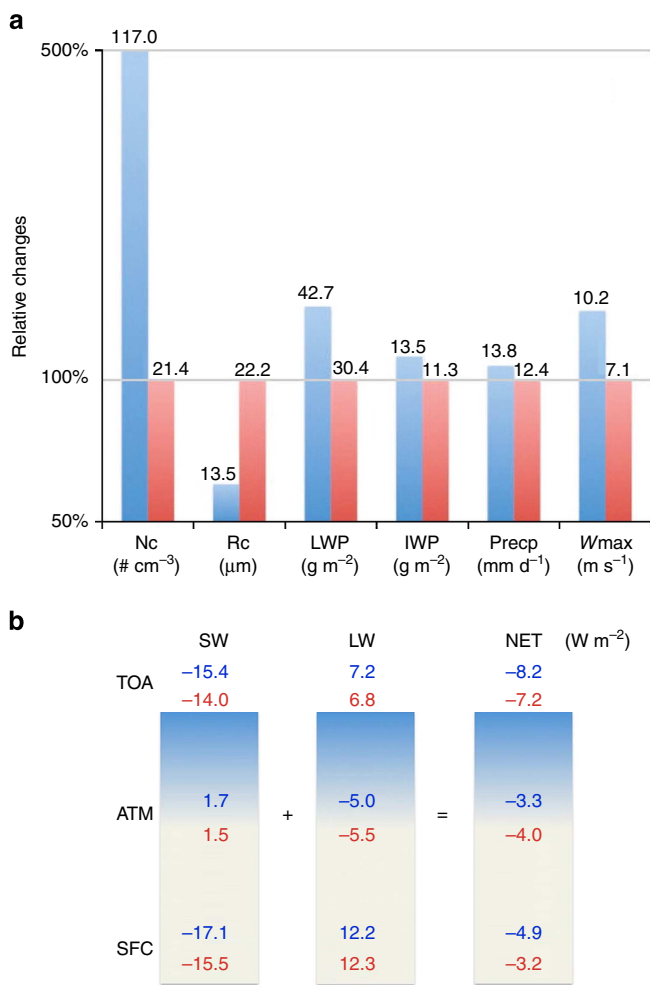 a
500%
100%
50%
Relative changes
117.0
21.4
13.5
22.2
42.7
30.4
13.5
11.3
13.8
12.4
10.2
7.1
Nc Rc LWP IWP Precp Wmax
(# cm⁻³) (μm) (g m⁻²) (g m⁻²) (mm d⁻¹) (m s⁻¹)
b
SW LW NET (W m⁻²)
–15.4 7.2 –8.2
TOA
–14.0 6.8 –7.2
1.7 –5.0 –3.3
ATM + =
1.5 –5.5 –4.0
–17.1 12.2 –4.9
SFC
–15.5 12.3 –3.2